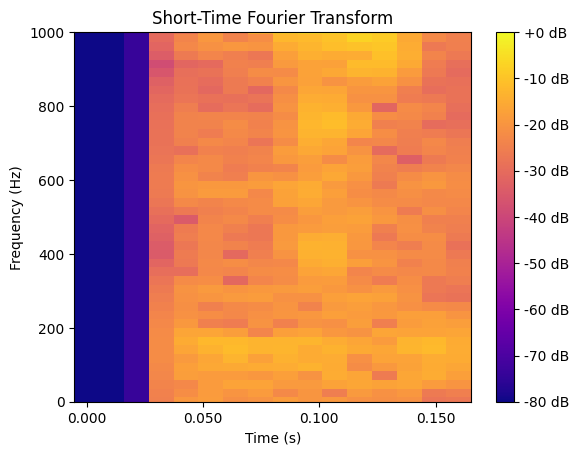 Short-Time Fourier Transform
1000
800
600
400
200
0
Frequency (Hz)
0.000
0.050
0.100
0.150
Time (s)
+0 dB
-10 dB
-20 dB
-30 dB
-40 dB
-50 dB
-60 dB
-70 dB
-80 dB